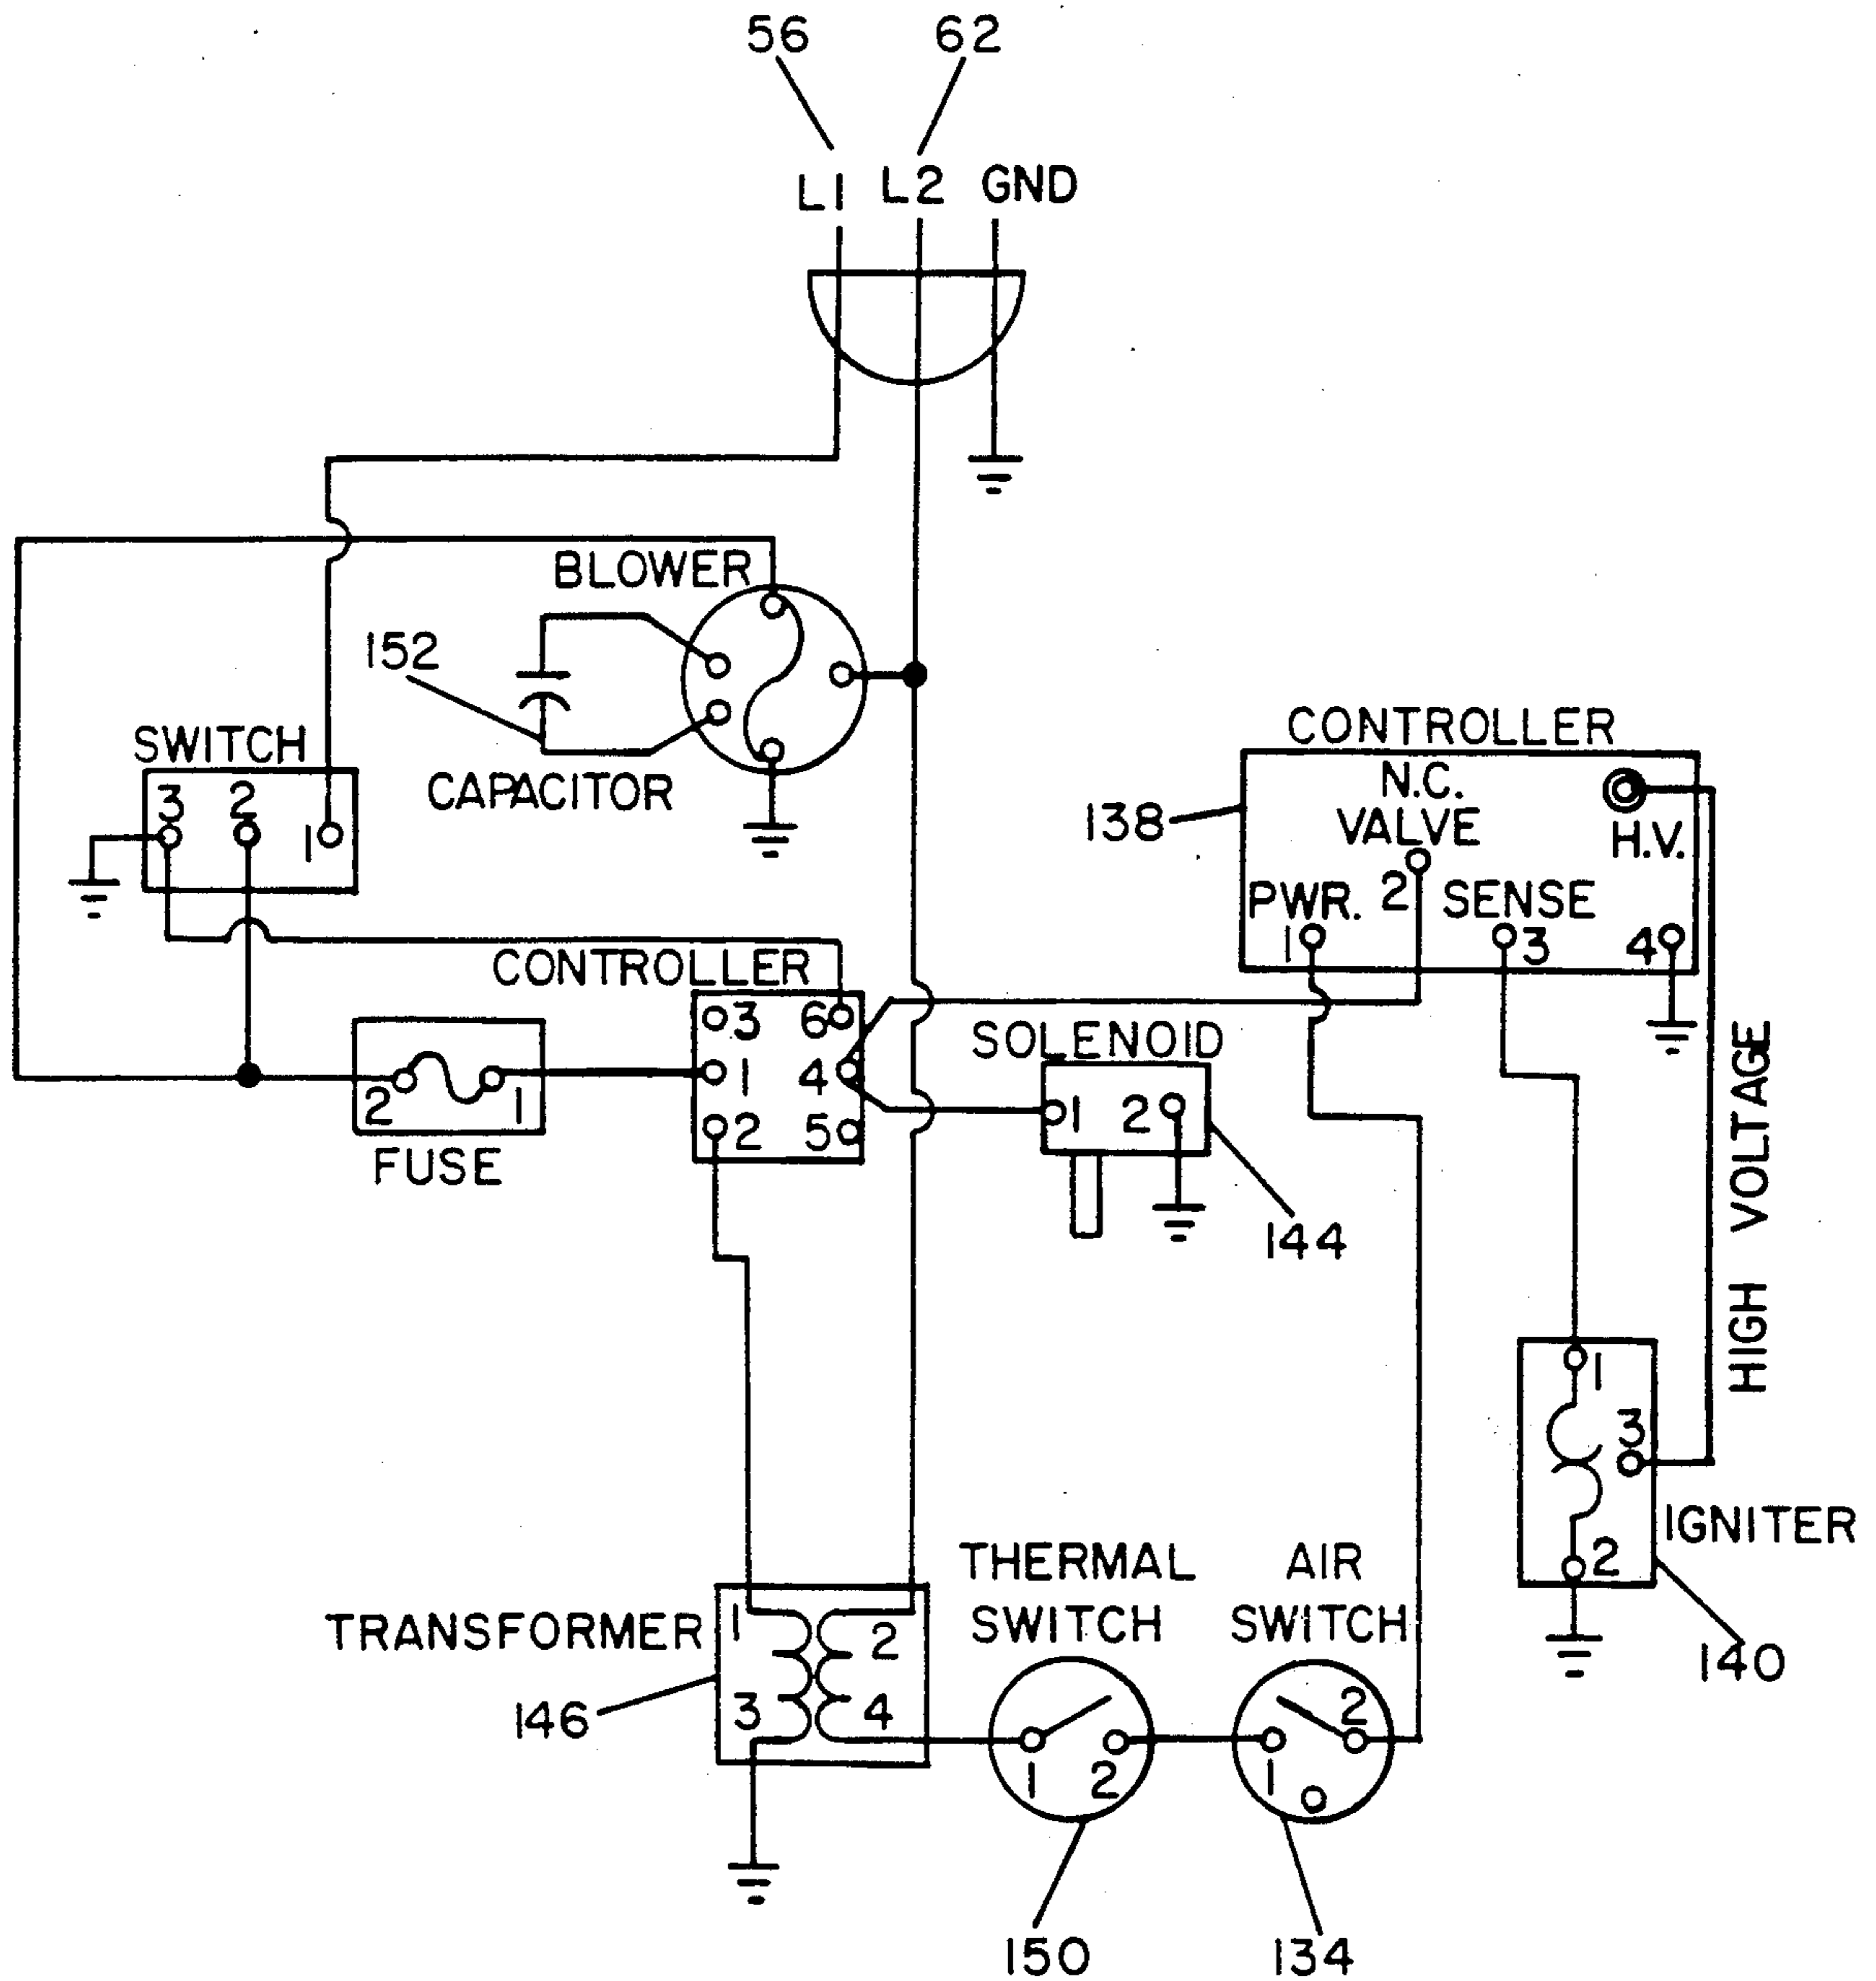 56 62
L1 L2 GND
BLOWER
152
SWITCH
3 2 1
CAPACITOR
CONTROLLER
138
N.C.
VALVE
H.V.
2
PWR. SENSE
1 3 4
CONTROLLER
3 6
1 4
2 5
2 1
FUSE
SOLENOID
1 2
144
HIGH VOLTAGE
1
3
2
IGNITER
140
THERMAL
SWITCH
AIR
SWITCH
TRANSFORMER
1 2
3 4
146
1 2
1 2
150 134